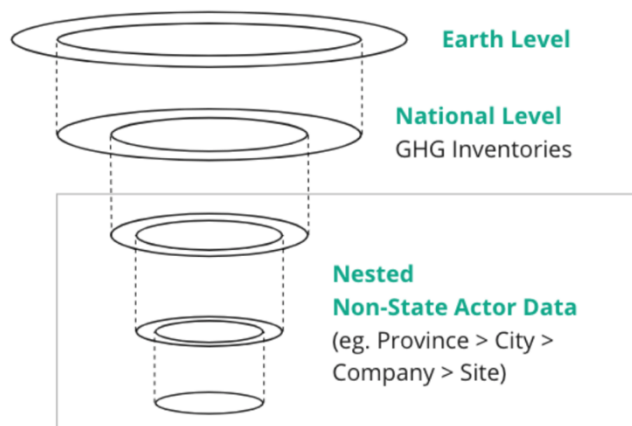 Earth Level
National Level
GHG Inventories
Nested
Non-State Actor Data
(eg. Province > City >
Company > Site)